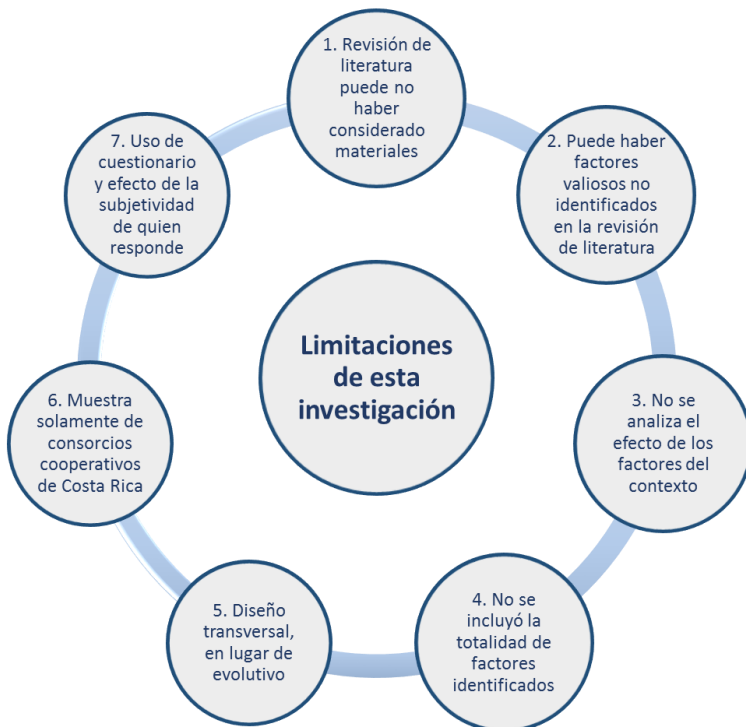 1. Revisión de
literatura
puede no
haber
considerado
materiales
2. Puede haber
factores
valiosos no
identificados
en la revisión
de literatura
3. No se
analiza el
efecto de los
factores del
contexto
4. No se
incluyó la
totalidad de
factores
identificados
5. Diseño
transversal,
en lugar de
evolutivo
6. Muestra
solamente de
consorcios
cooperativos
de Costa Rica
7. Uso de
cuestionario
y efecto de la
subjetividad
de quien
responde
Limitaciones
de esta
investigación